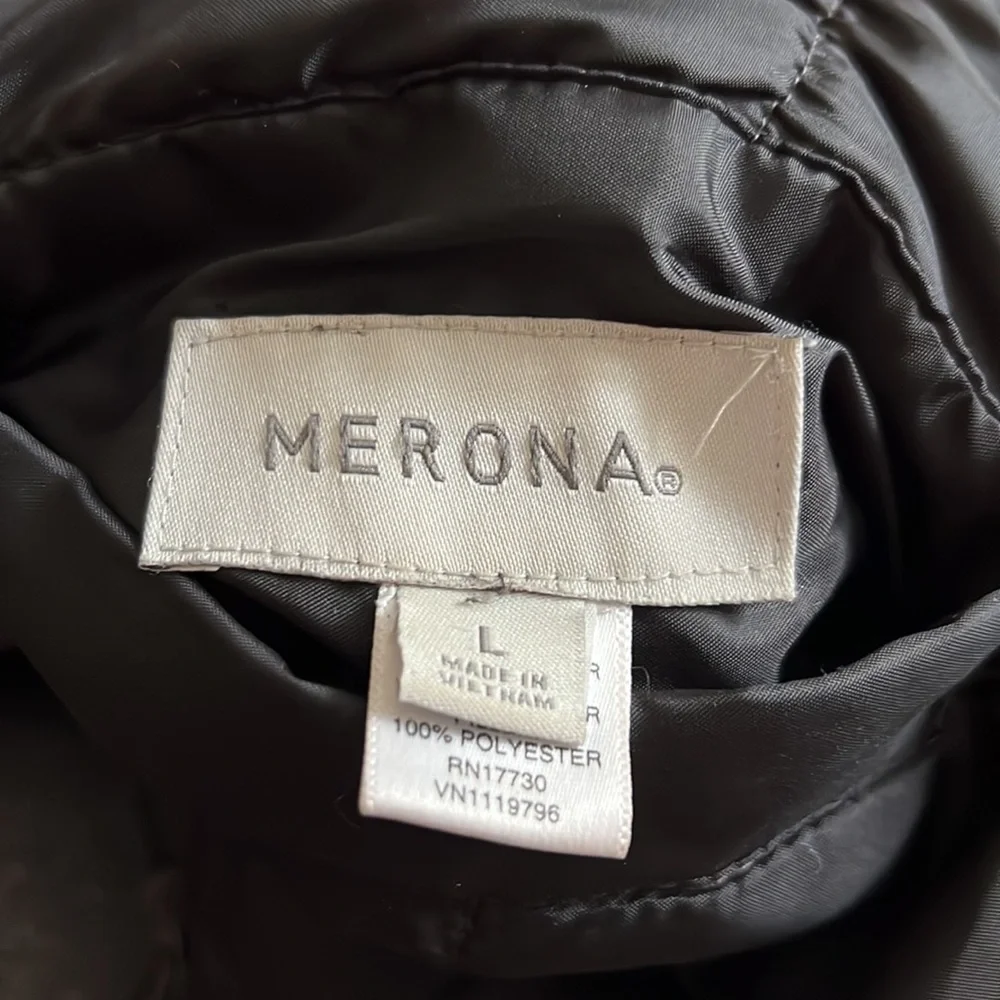 MERONA®
L
MADE IN
VIETNAM
R
R
100% POLYESTER
RN17730
VN1119796